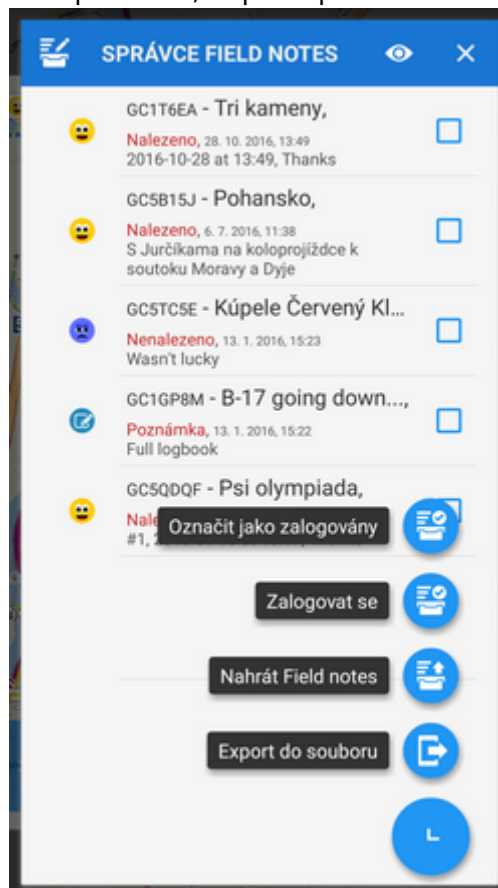 SPRÁVCE FIELD NOTES
GC1T6EA - Tri kameny,
Nalezeno, 28. 10. 2016, 13:49
2016-10-28 at 13:49, Thanks
GC5B15J - Pohansko,
Nalezeno, 6. 7. 2016, 11:38
S Jurčíkama na koloprojíždce k
soutoku Moravy a Dyje
GC5TC5E - Kúpele Červený Kl...
Nenalezeno, 13. 1. 2016, 15:23
Wasn't lucky
GC1GP8M - B-17 going down...,
Poznámka, 13. 1. 2016, 15:22
Full logbook
GC5QDQF - Psi olympiada,
Nale
#1,
Označit jako zalogovány
Zalogovat se
Nahrát Field notes
Export do souboru